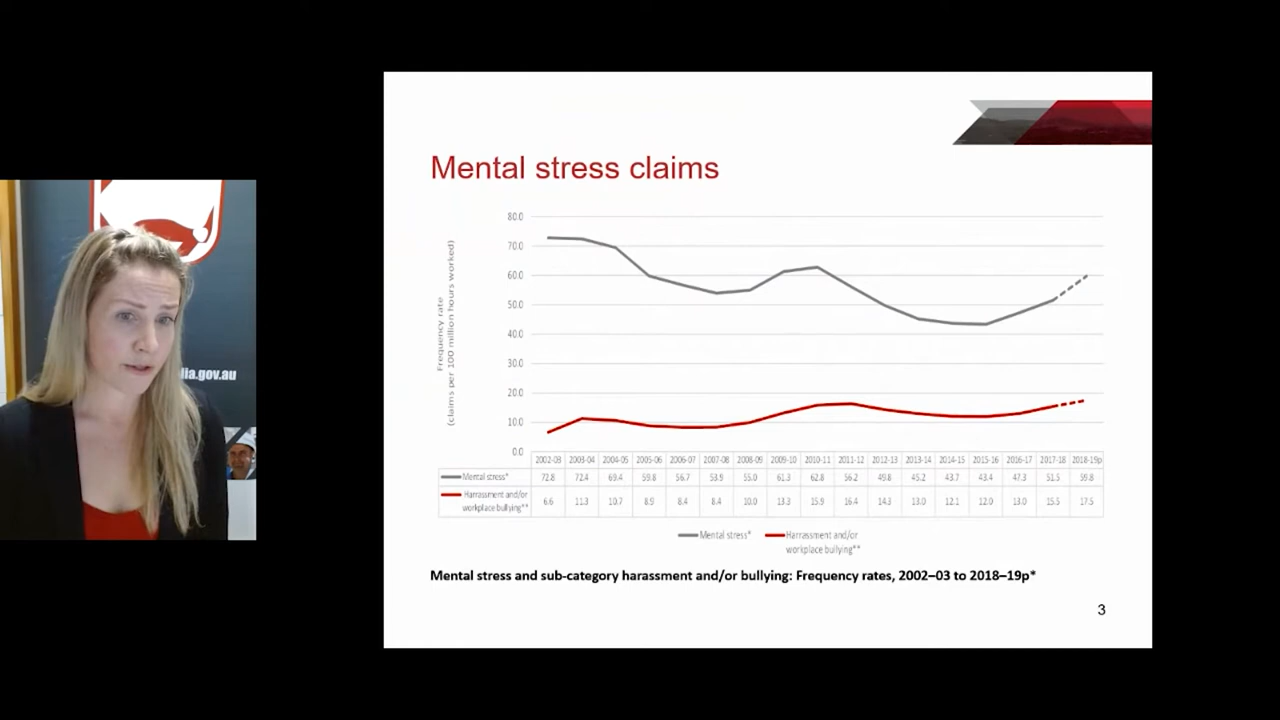 lia.gov.au
Mental stress claims
Frequency rate
(claims per 100 million hours worked)
80.0
70.0
60.0
50.0
40.0
30.0
20.0
10.0
0.0
2002-03 2003-04 2004-05 2005-06 2006-07 2007-08 2008-09 2009-10 2010-11 2011-12 2012-13 2013-14 2014-15 2015-16 2016-17 2017-18 2018-19p
Mental stress* 72.8 72.4 69.4 59.8 56.7 53.9 55.0 61.3 62.8 56.2 49.8 45.2 43.7 43.4 47.3 51.5 59.8
Harrassment and/or
workplace bullying** 6.6 11.3 10.7 8.9 8.4 8.4 10.0 13.3 15.9 16.4 14.3 13.0 12.1 12.0 13.0 15.5 17.5
Mental stress* Harrassment and/or
workplace bullying**
Mental stress and sub-category harassment and/or bullying: Frequency rates, 2002–03 to 2018–19p*
3